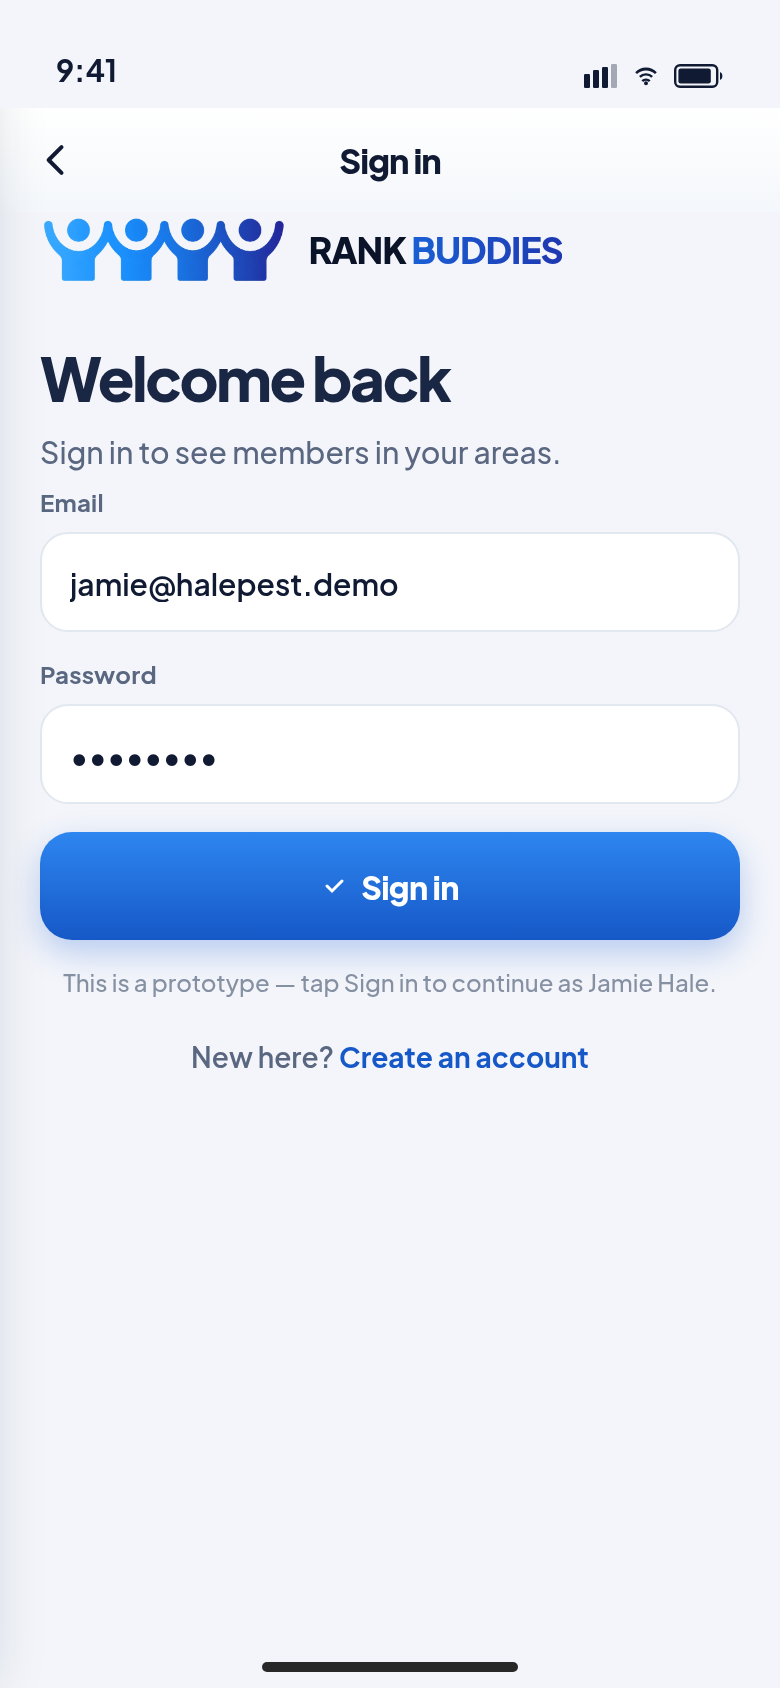 9:41
Sign in
RANK BUDDIES
Welcome back
Sign in to see members in your areas.
Email
jamie@halepest.demo
Password
••••••••
Sign in
This is a prototype — tap Sign in to continue as Jamie Hale.
New here? Create an account